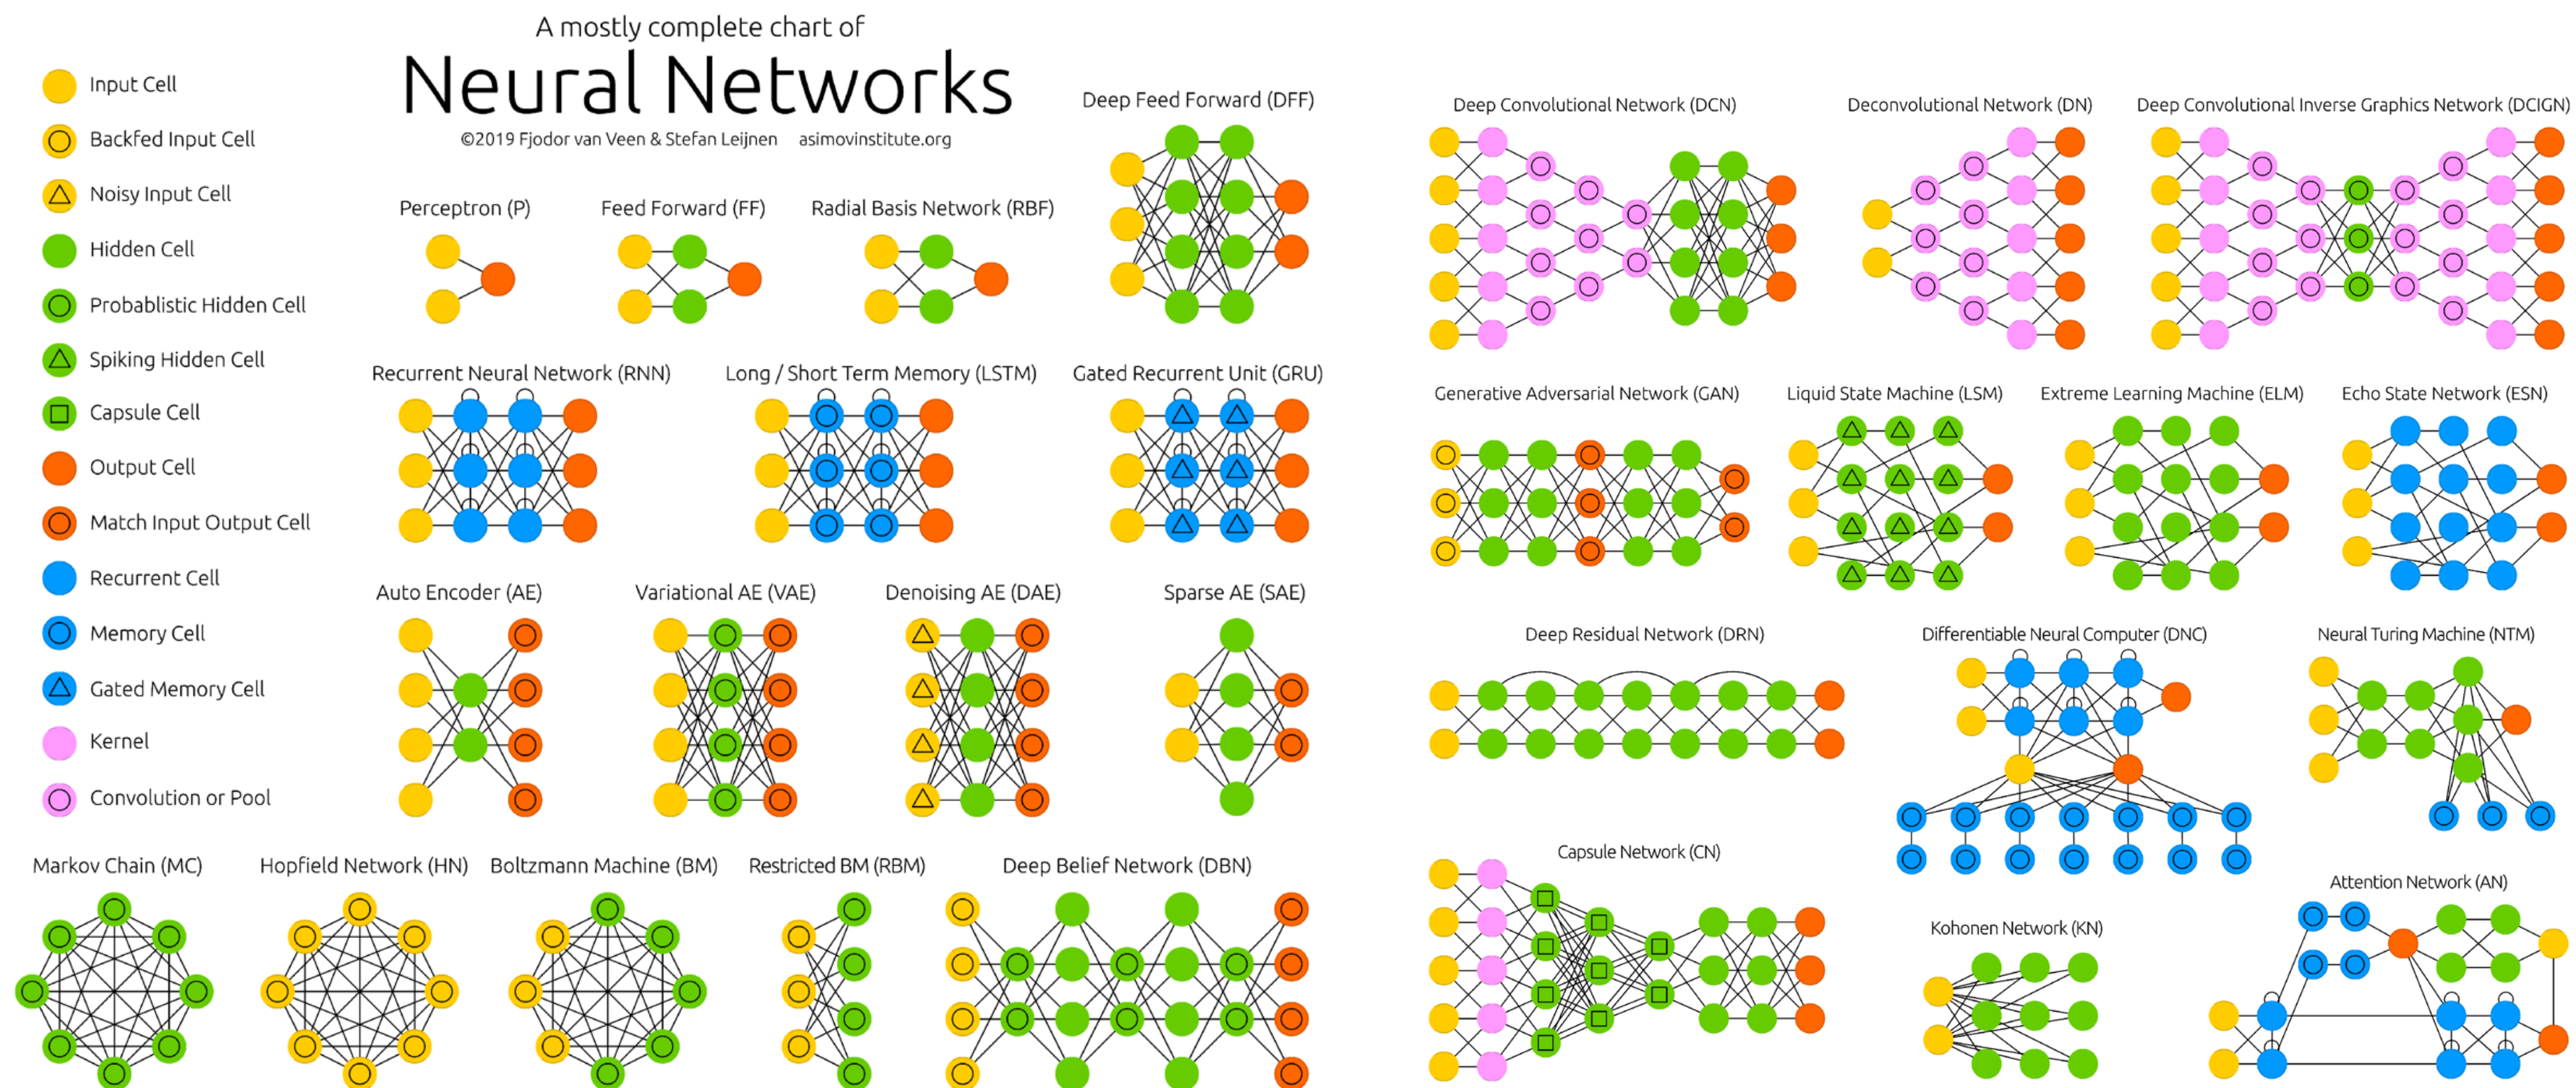 A mostly complete chart of
Neural Networks
©2019 Fjodor van Veen & Stefan Leijnen asimovinstitute.org
Input Cell
Backfed Input Cell
Noisy Input Cell
Hidden Cell
Probablistic Hidden Cell
Spiking Hidden Cell
Capsule Cell
Output Cell
Match Input Output Cell
Recurrent Cell
Memory Cell
Gated Memory Cell
Kernel
Convolution or Pool
Perceptron (P)
Feed Forward (FF)
Radial Basis Network (RBF)
Deep Feed Forward (DFF)
Recurrent Neural Network (RNN)
Long / Short Term Memory (LSTM)
Gated Recurrent Unit (GRU)
Auto Encoder (AE)
Variational AE (VAE)
Denoising AE (DAE)
Sparse AE (SAE)
Markov Chain (MC)
Hopfield Network (HN)
Boltzmann Machine (BM)
Restricted BM (RBM)
Deep Belief Network (DBN)
Deep Convolutional Network (DCN)
Deconvolutional Network (DN)
Deep Convolutional Inverse Graphics Network (DCIGN)
Generative Adversarial Network (GAN)
Liquid State Machine (LSM)
Extreme Learning Machine (ELM)
Echo State Network (ESN)
Deep Residual Network (DRN)
Differentiable Neural Computer (DNC)
Neural Turing Machine (NTM)
Capsule Network (CN)
Kohonen Network (KN)
Attention Network (AN)